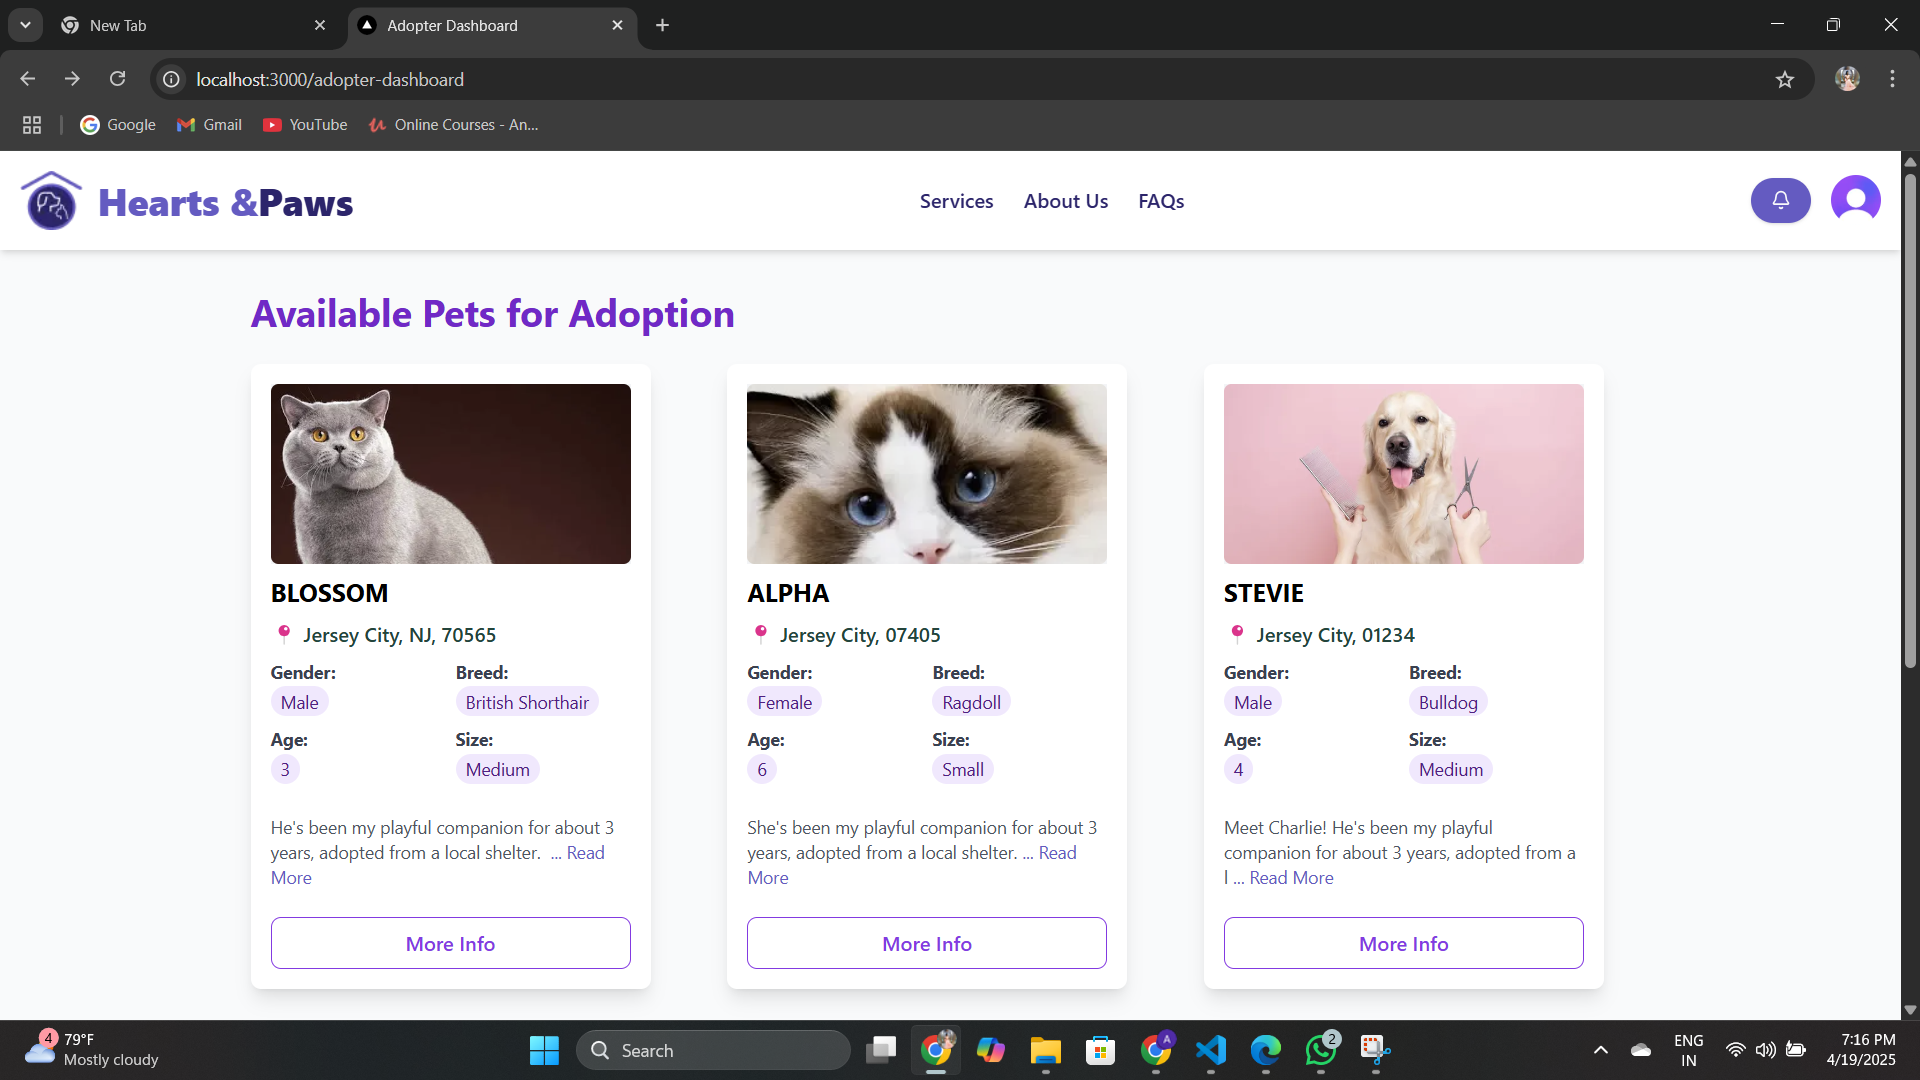 New Tab
Adopter Dashboard
localhost:3000/adopter-dashboard
Google
Gmail
YouTube
Online Courses - An...
Hearts &Paws
Services
About Us
FAQs
Available Pets for Adoption
BLOSSOM
Jersey City, NJ, 70565
Gender:
Breed:
Male
British Shorthair
Age:
Size:
3
Medium
He's been my playful companion for about 3
years, adopted from a local shelter. ... Read
More
More Info
ALPHA
Jersey City, 07405
Gender:
Breed:
Female
Ragdoll
Age:
Size:
6
Small
She's been my playful companion for about 3
years, adopted from a local shelter. ... Read
More
More Info
STEVIE
Jersey City, 01234
Gender:
Breed:
Male
Bulldog
Age:
Size:
4
Medium
Meet Charlie! He's been my playful
companion for about 3 years, adopted from a
l ... Read More
More Info
4
79°F
Mostly cloudy
Search
A
2
ENG
IN
7:16 PM
4/19/2025